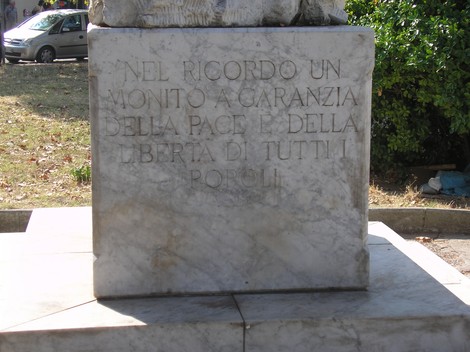 NEL RICORDO UN
MONITO A GARANZIA
DELLA PACE E DELLA
LIBERTA DI TUTTI I
POPOLI